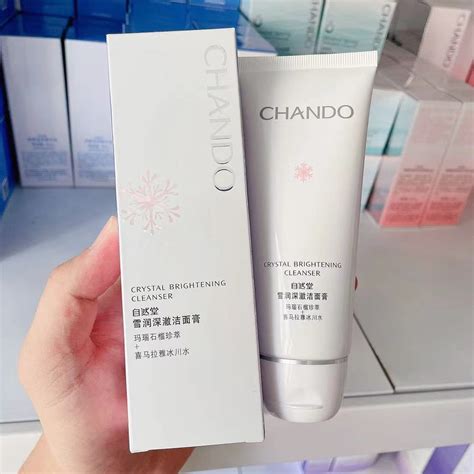 CHANDO
CRYSTAL BRIGHTENING
CLEANSER
自然堂
雪润深澈洁面膏
玛瑙石榴珍萃
+
喜马拉雅冰川水
CHANDO
CRYSTAL BRIGHTENING
CLEANSER
自然堂
雪润深澈洁面膏
玛瑙石榴珍萃
+
喜马拉雅冰川水